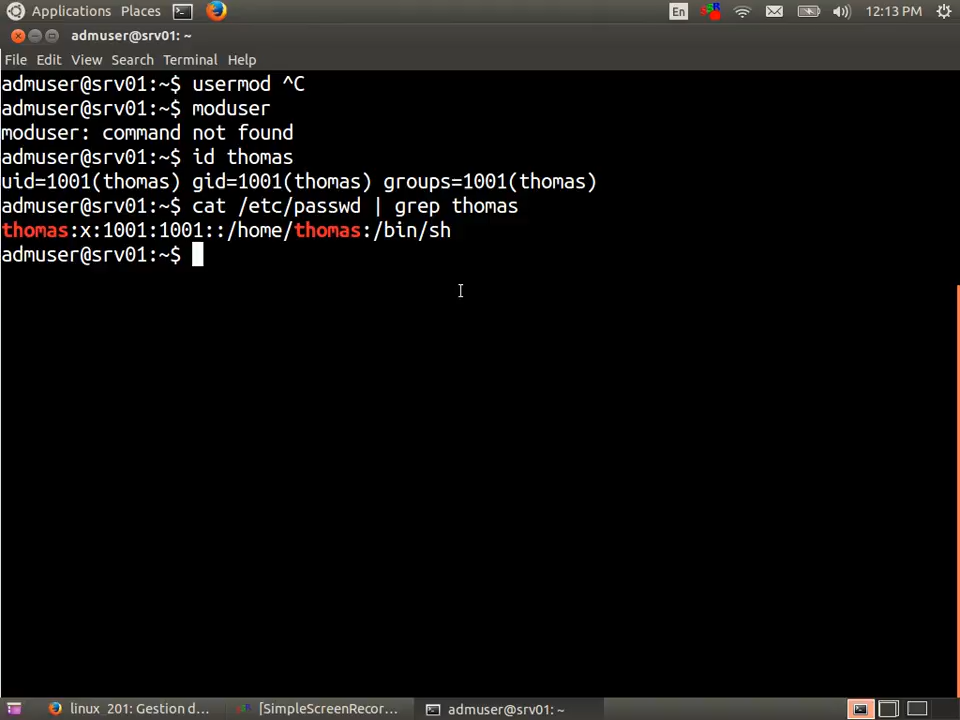 Applications Places En 12:13 PM
admuser@srv01: ~
File Edit View Search Terminal Help
admuser@srv01:~$ usermod ^C
admuser@srv01:~$ moduser
moduser: command not found
admuser@srv01:~$ id thomas
uid=1001(thomas) gid=1001(thomas) groups=1001(thomas)
admuser@srv01:~$ cat /etc/passwd | grep thomas
thomas:x:1001:1001::/home/thomas:/bin/sh
admuser@srv01:~$
linux_201: Gestion d... [SimpleScreenRecor... admuser@srv01: ~